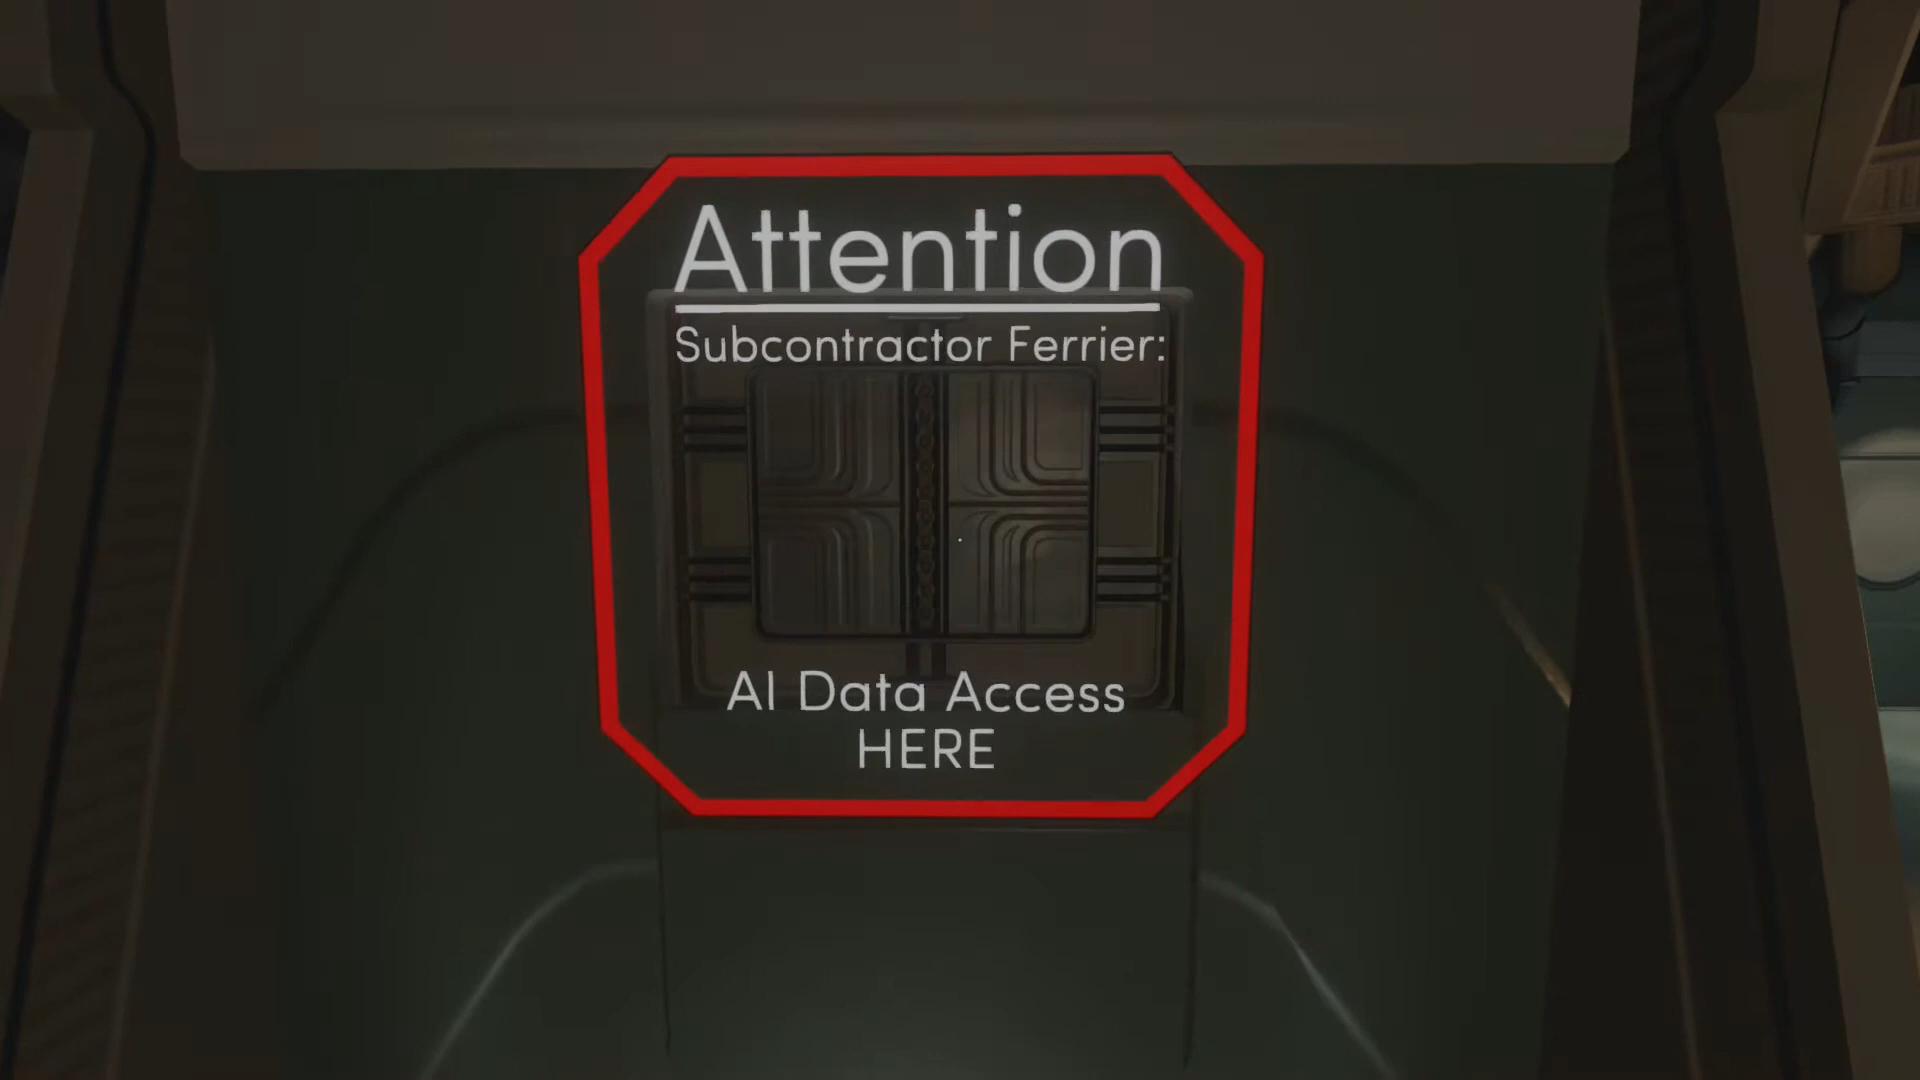 Attention
Subcontractor Ferrier:
AI Data Access
HERE